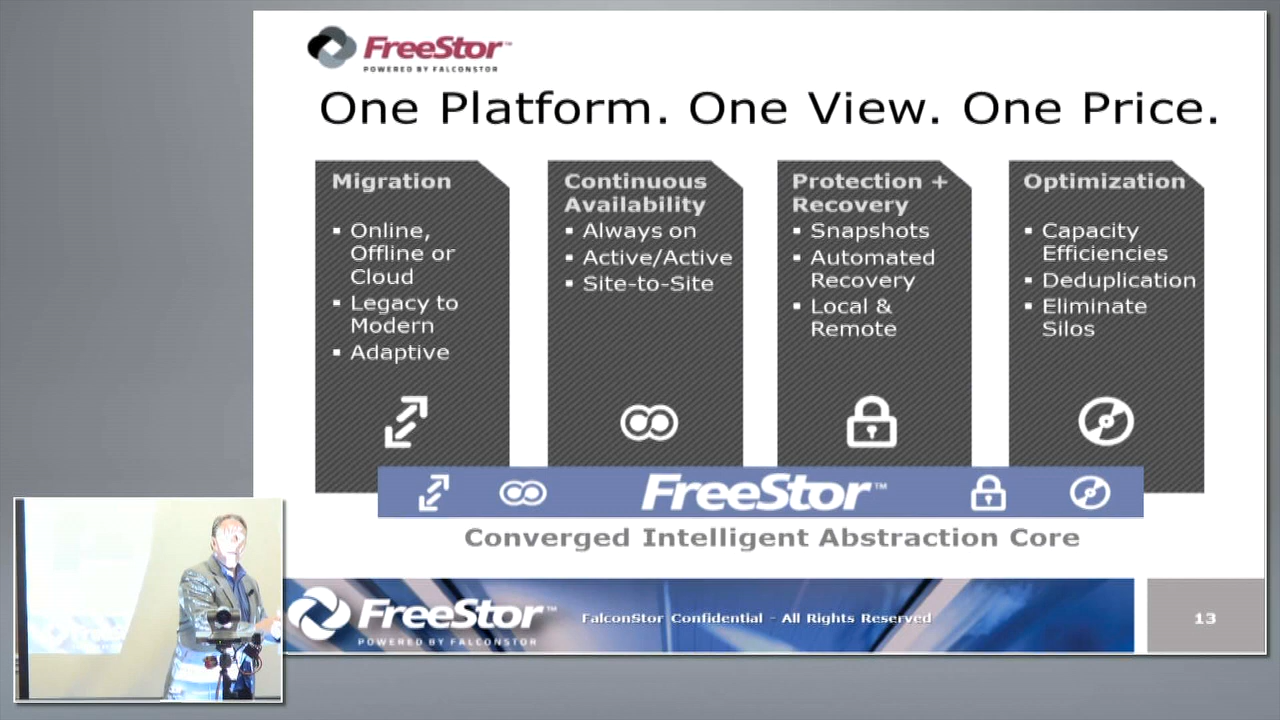 FreeStor™
POWERED BY FALCONSTOR
One Platform. One View. One Price.
Migration
▪ Online,
Offline or
Cloud
▪ Legacy to
Modern
▪ Adaptive
Continuous
Availability
▪ Always on
▪ Active/Active
▪ Site-to-Site
Protection +
Recovery
▪ Snapshots
▪ Automated
Recovery
▪ Local &
Remote
Optimization
▪ Capacity
Efficiencies
▪ Deduplication
▪ Eliminate
Silos
FreeStor™
Converged Intelligent Abstraction Core
FreeStor™
POWERED BY FALCONSTOR
FalconStor Confidential – All Rights Reserved
13